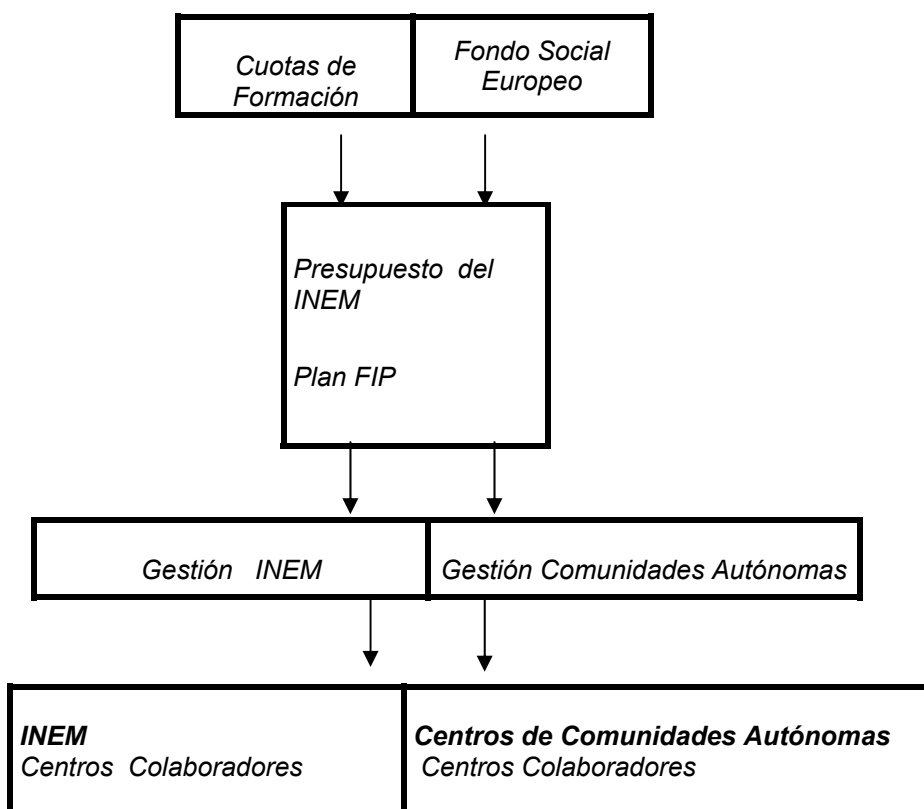 Cuotas de
Formación
Fondo Social
Europeo
Presupuesto del
INEM
Plan FIP
Gestión INEM
Gestión Comunidades Autónomas
INEM
Centros Colaboradores
Centros de Comunidades Autónomas
Centros Colaboradores